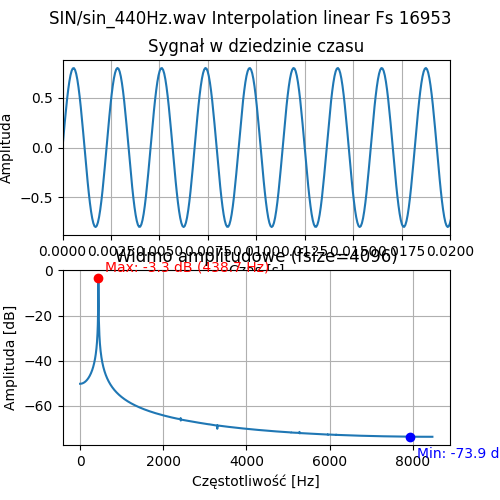 SIN/sin_440Hz.wav Interpolation linear Fs 16953
Sygnał w dziedzinie czasu
Amplituda
0.5
0.0
−0.5
0.0000 0.0025 0.0050 0.0075 0.0100 0.0125 0.0150 0.0175 0.0200
Czas [s]
Widmo amplitudowe (fsize=4096)
Max: -3.3 dB (438.7 Hz)
Amplituda [dB]
0
−20
−40
−60
Min: -73.9 d
0 2000 4000 6000 8000
Częstotliwość [Hz]